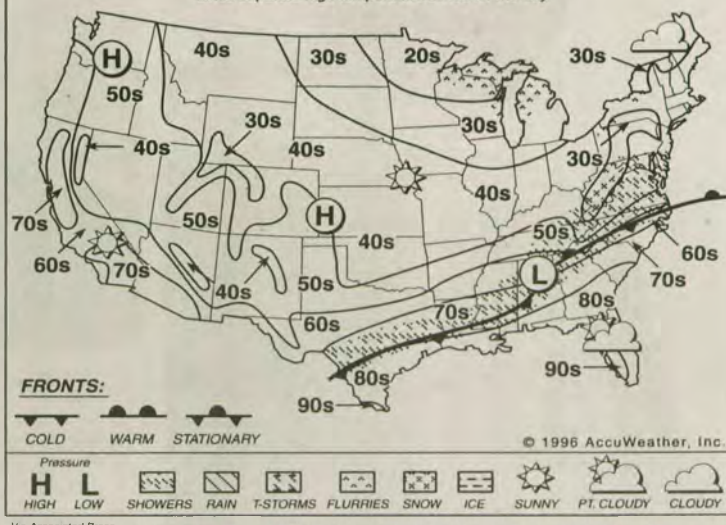 H
40s
30s
20s
30s
50s
30s
40s
40s
30s
30s
50s
H
40s
40s
50s
70s
60s
70s
40s
50s
60s
L
60s
70s
80s
70s
80s
90s
90s
FRONTS:
COLD WARM STATIONARY
© 1996 AccuWeather, Inc.
Pressure
H L
HIGH LOW SHOWERS RAIN T-STORMS FLURRIES SNOW ICE SUNNY PT. CLOUDY CLOUDY